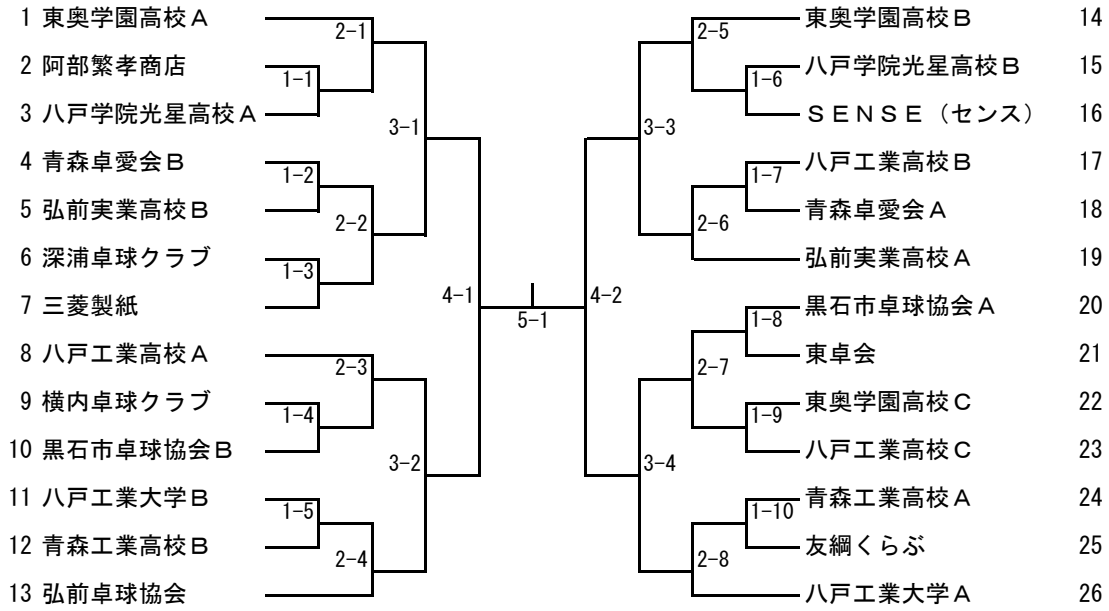 1 東奥学園高校A
2 阿部繁孝商店
3 八戸学院光星高校A
4 青森卓愛会B
5 弘前実業高校B
6 深浦卓球クラブ
7 三菱製紙
8 八戸工業高校A
9 横内卓球クラブ
10 黒石市卓球協会B
11 八戸工業大学B
12 青森工業高校B
13 弘前卓球協会
2-1
1-1
3-1
1-2
2-2
1-3
4-1
2-3
1-4
3-2
1-5
2-4
5-1
2-5
1-6
3-3
1-7
2-6
4-2
1-8
2-7
1-9
3-4
1-10
2-8
東奥学園高校B 14
八戸学院光星高校B 15
SENSE(センス) 16
八戸工業高校B 17
青森卓愛会A 18
弘前実業高校A 19
黒石市卓球協会A 20
東卓会 21
東奥学園高校C 22
八戸工業高校C 23
青森工業高校A 24
友綱くらぶ 25
八戸工業大学A 26